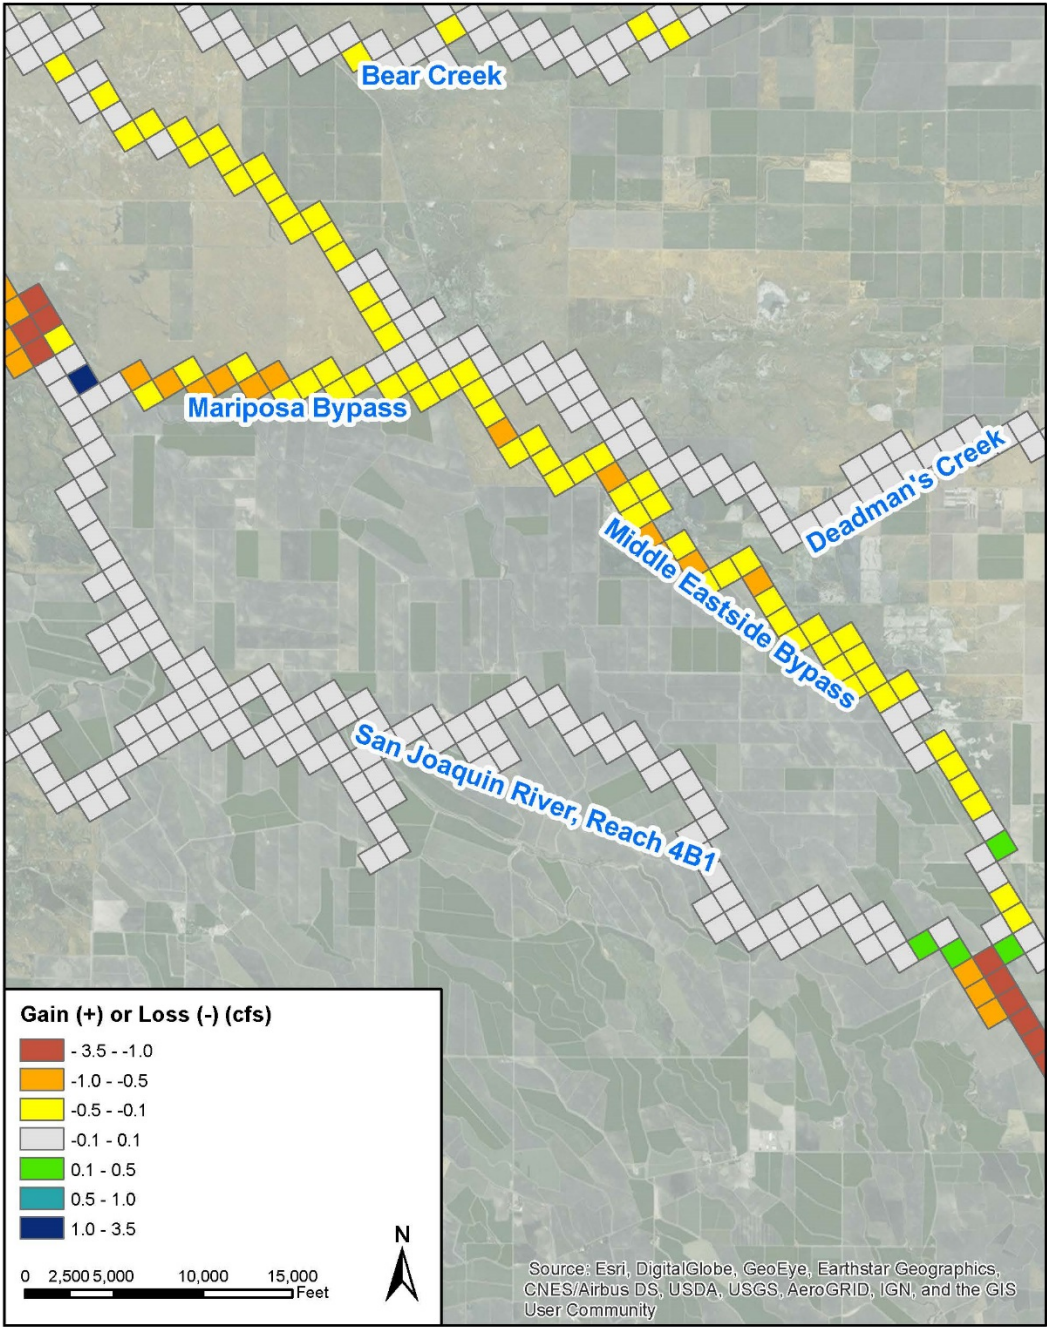 Bear Creek
Mariposa Bypass
Deadman's Creek
Middle Eastside Bypass
San Joaquin River, Reach 4B1
Gain (+) or Loss (-) (cfs)
- 3.5 - -1.0
-1.0 - -0.5
-0.5 - -0.1
-0.1 - 0.1
0.1 - 0.5
0.5 - 1.0
1.0 - 3.5
N
0 2,500 5,000 10,000 15,000
Feet
Source: Esri, DigitalGlobe, GeoEye, Earthstar Geographics,
CNES/Airbus DS, USDA, USGS, AeroGRID, IGN, and the GIS
User Community